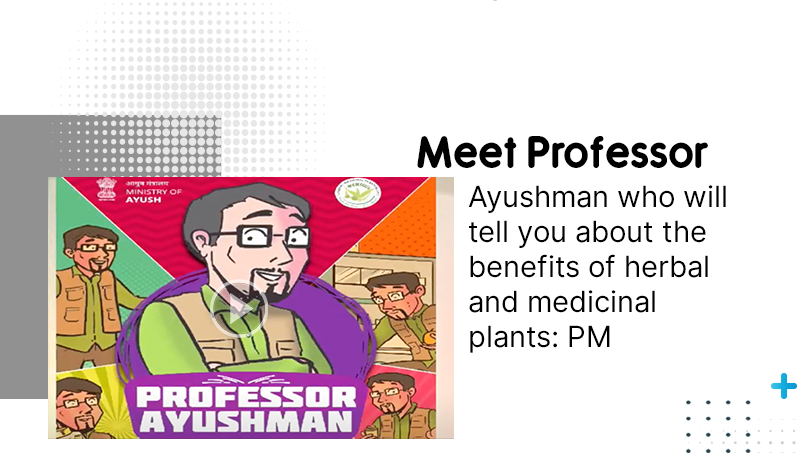 Meet Professor
Ayushman who will
tell you about the
benefits of herbal
and medicinal
plants: PM
आयुष मंत्रालय
MINISTRY OF
AYUSH
PROFESSOR
AYUSHMAN